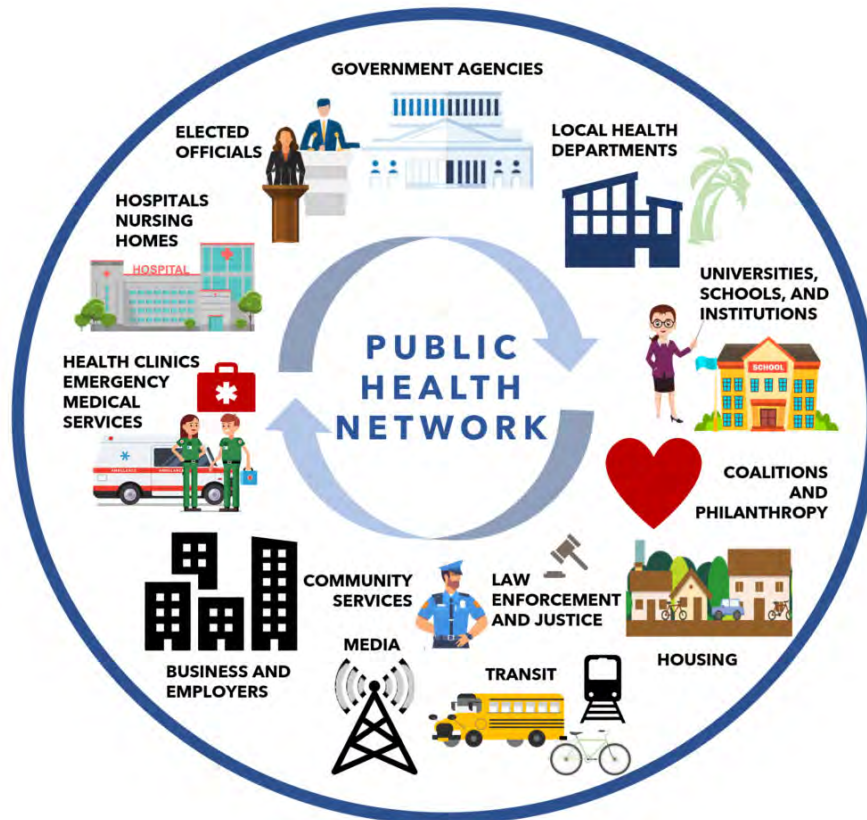 GOVERNMENT AGENCIES
ELECTED
OFFICIALS
LOCAL HEALTH
DEPARTMENTS
HOSPITALS
NURSING
HOMES
HOSPITAL
UNIVERSITIES,
SCHOOLS, AND
INSTITUTIONS
SCHOOL
PUBLIC
HEALTH
NETWORK
HEALTH CLINICS
EMERGENCY
MEDICAL
SERVICES
AMBULANCE
AMBULANCE
COALITIONS
AND
PHILANTHROPY
COMMUNITY
SERVICES
LAW
ENFORCEMENT
AND JUSTICE
HOUSING
BUSINESS AND
EMPLOYERS
MEDIA
TRANSIT